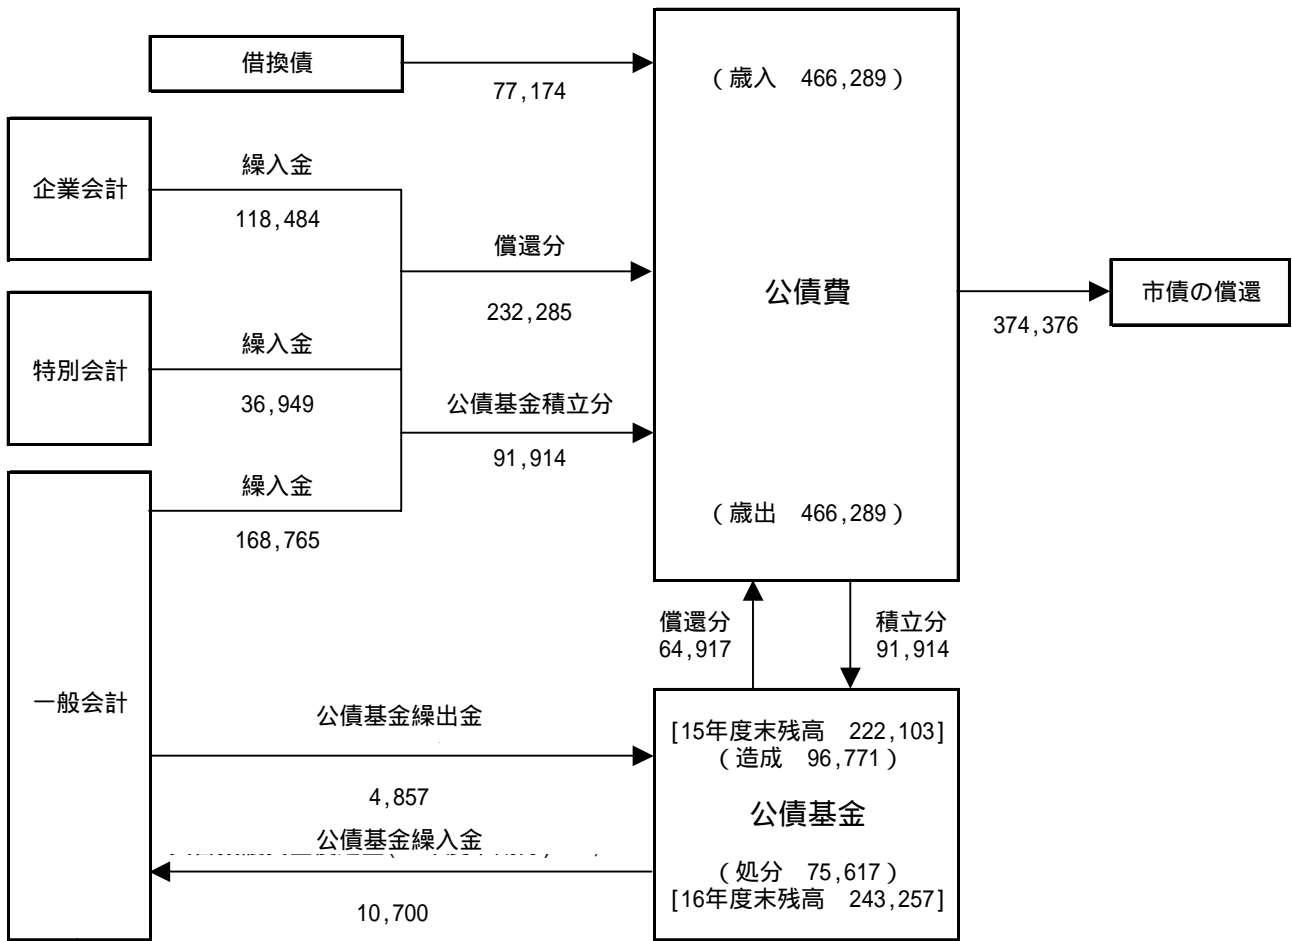 借換債
77,174
（歳入　466,289）
企業会計
繰入金
118,484
償還分
232,285
公債費
市債の償還
374,376
特別会計
繰入金
36,949
公債基金積立分
91,914
繰入金
168,765
（歳出　466,289）
償還分
64,917
積立分
91,914
一般会計
公債基金繰出金
4,857
[15年度末残高　222,103]
（造成　96,771）
公債基金
公債基金繰入金
10,700
（処分　75,617）
[16年度末残高　243,257]